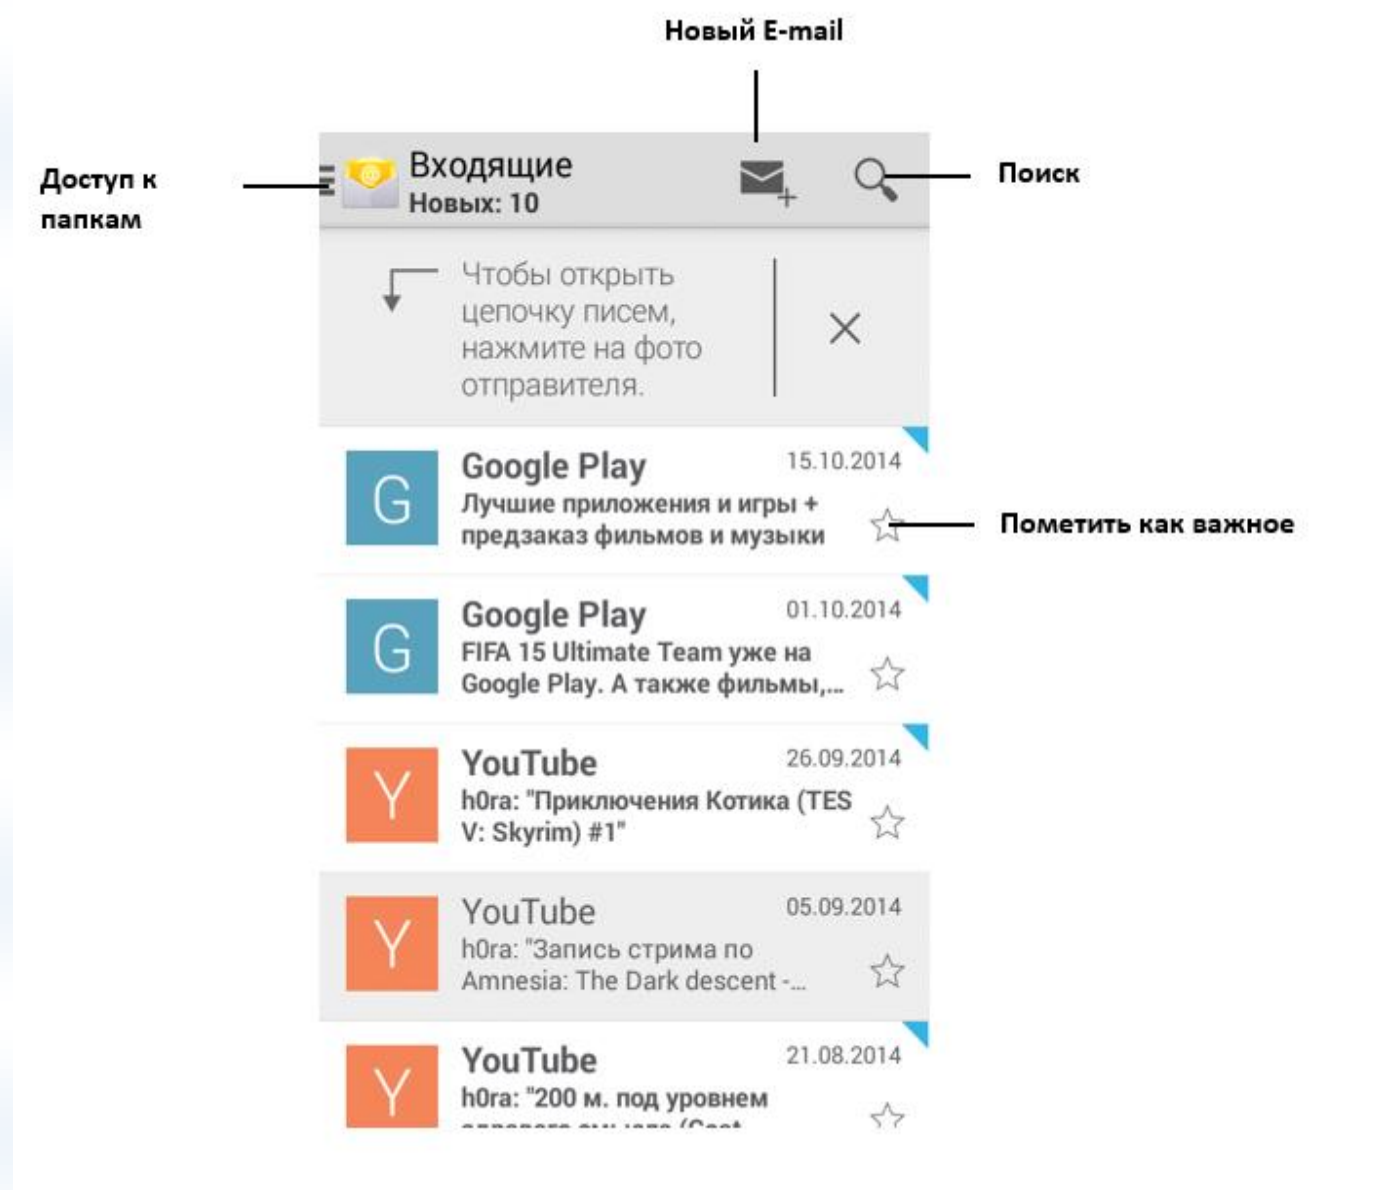 Новый E-mail
Доступ к
папкам
Входящие
Новых: 10
Поиск
Чтобы открыть
цепочку писем,
нажмите на фото
отправителя.
G
Google Play
15.10.2014
Лучшие приложения и игры +
предзаказ фильмов и музыки
Пометить как важное
G
Google Play
01.10.2014
FIFA 15 Ultimate Team уже на
Google Play. А также фильмы,...
Y
YouTube
26.09.2014
h0ra: "Приключения Котика (TES
V: Skyrim) #1"
Y
YouTube
05.09.2014
h0ra: "Запись стрима по
Amnesia: The Dark descent -...
Y
YouTube
21.08.2014
h0ra: "200 м. под уровнем